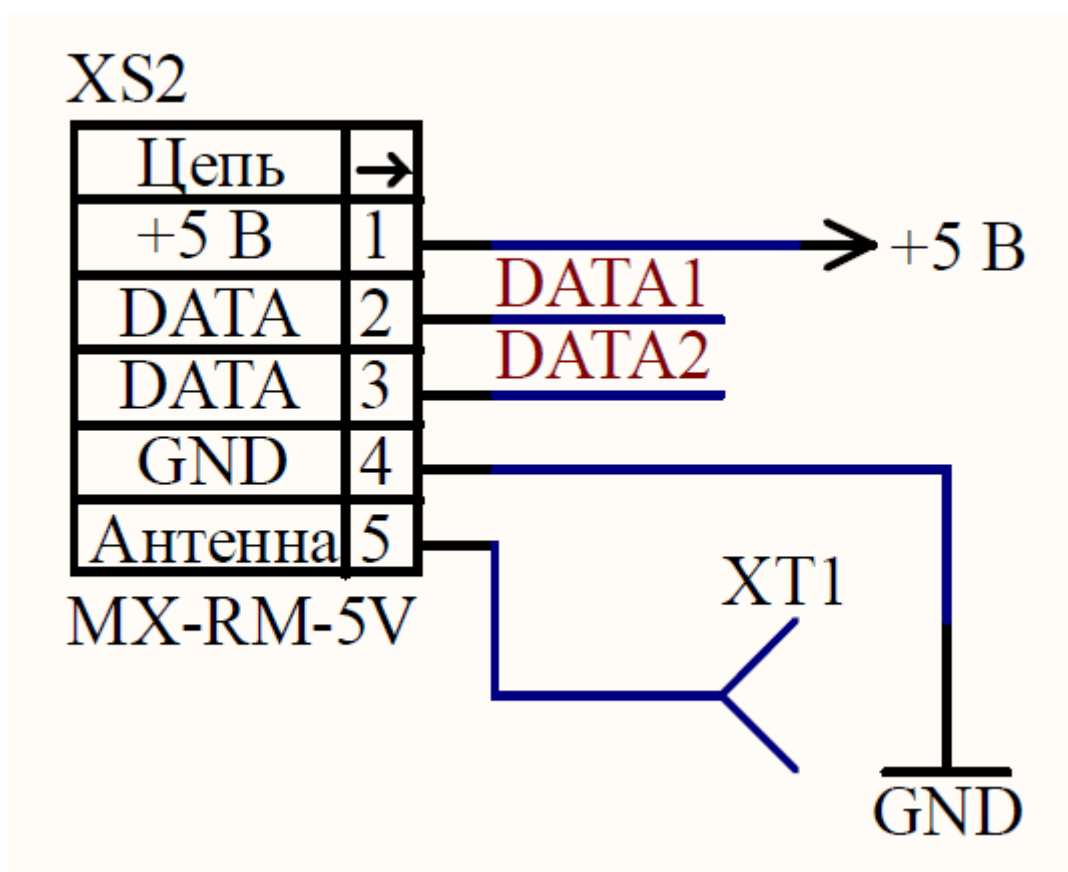 XS2
Цепь →
+5 В 1
+5 В
DATA 2
DATA1
DATA 3
DATA2
GND 4
Антенна 5
MX-RM-5V
XT1
GND